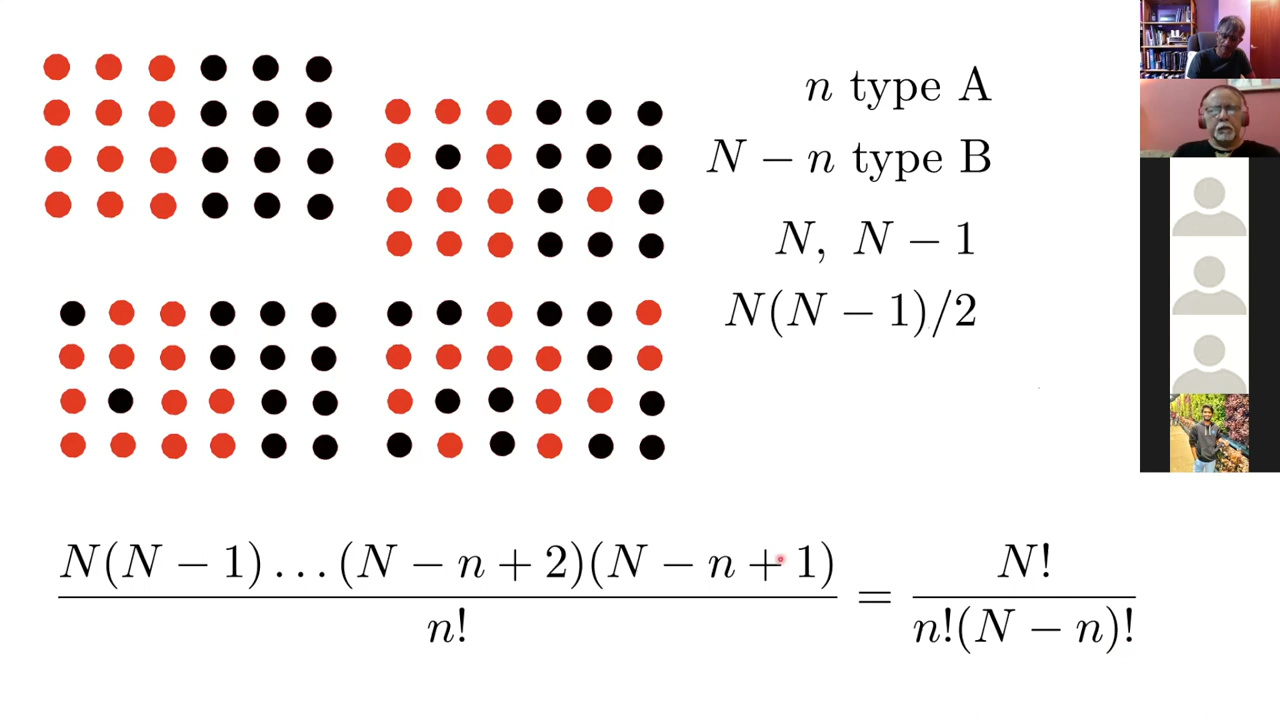 n type A
N − n type B
N, N − 1
N(N − 1)/2
N(N − 1) . . . (N − n + 2)(N − n + 1) / n! = N! / n!(N − n)!